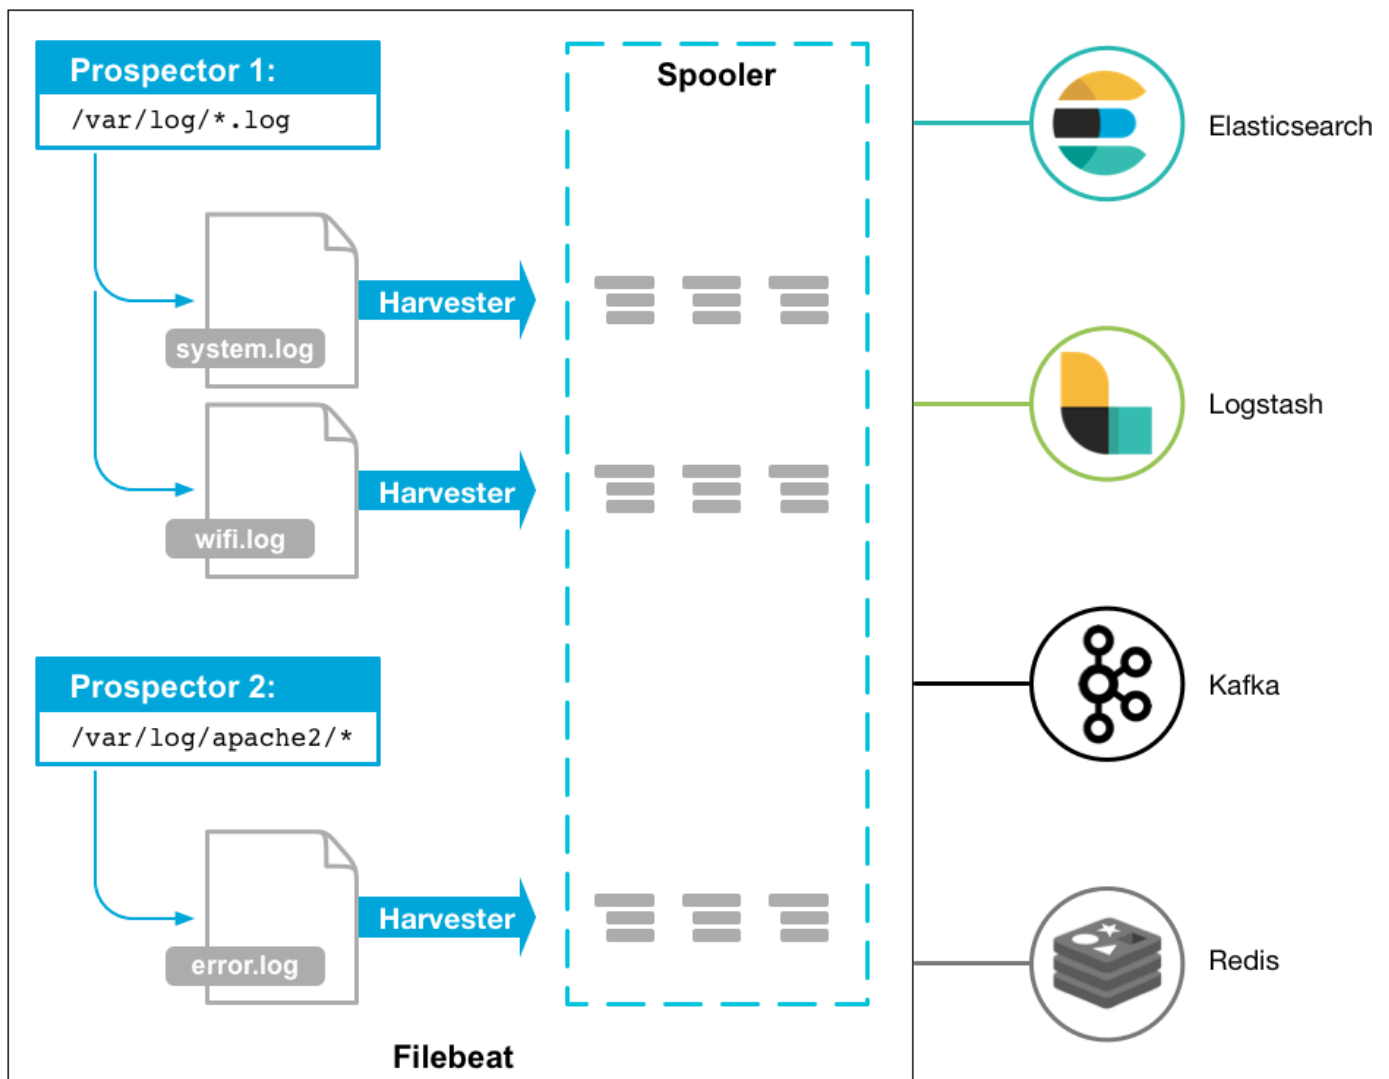 Prospector 1:
/var/log/*.log
Spooler
Harvester
system.log
Harvester
wifi.log
Prospector 2:
/var/log/apache2/*
Harvester
error.log
Filebeat
Elasticsearch
Logstash
Kafka
Redis